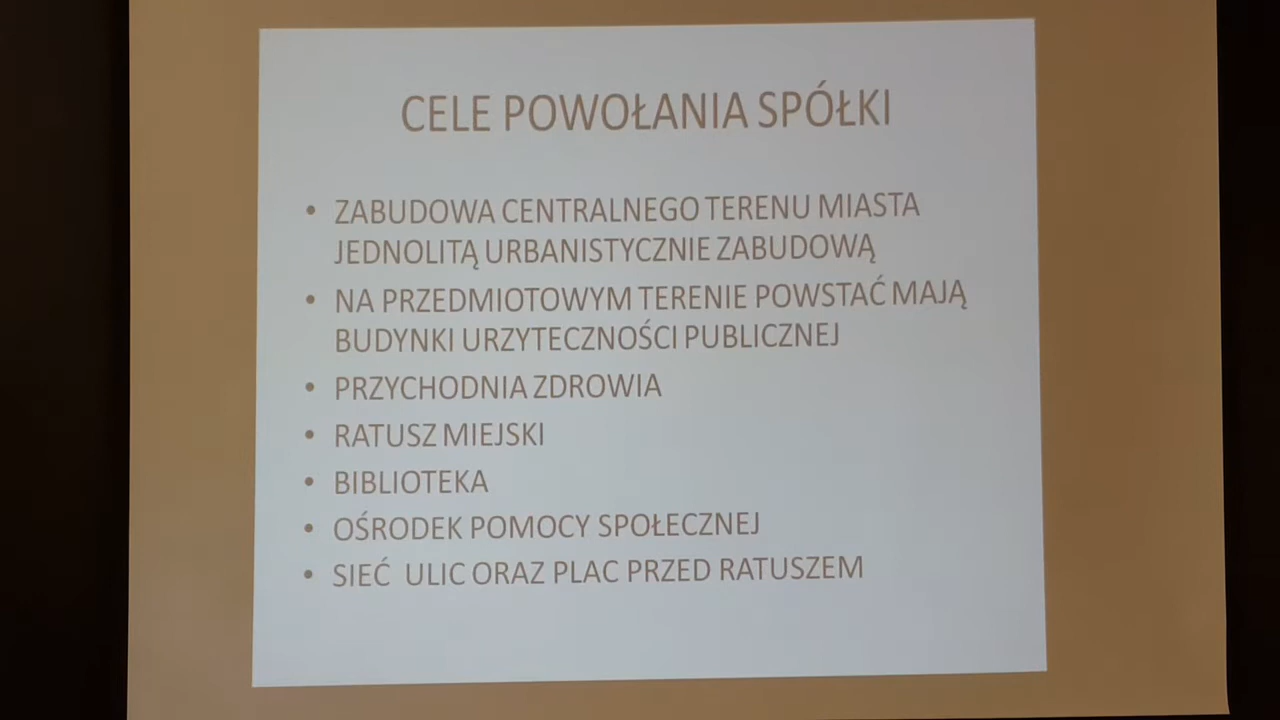 CELE POWOŁANIA SPÓŁKI
• ZABUDOWA CENTRALNEGO TERENU MIASTA
JEDNOLITĄ URBANISTYCZNIE ZABUDOWĄ
• NA PRZEDMIOTOWYM TERENIE POWSTAĆ MAJĄ
BUDYNKI URZYTECZNOŚCI PUBLICZNEJ
• PRZYCHODNIA ZDROWIA
• RATUSZ MIEJSKI
• BIBLIOTEKA
• OŚRODEK POMOCY SPOŁECZNEJ
• SIEĆ ULIC ORAZ PLAC PRZED RATUSZEM